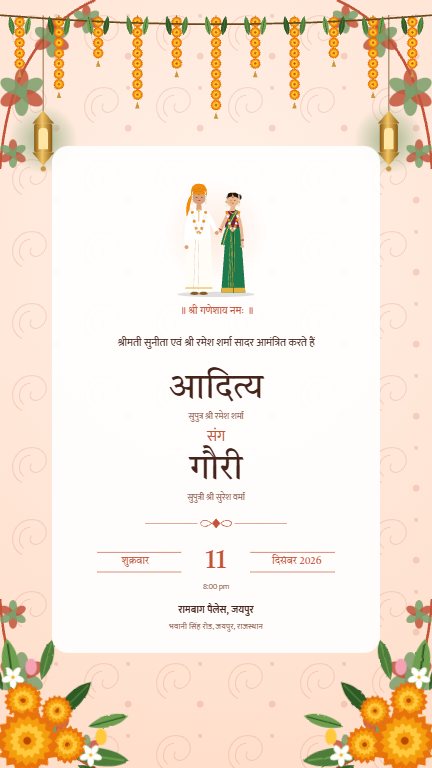 ॥ श्री गणेशाय नमः ॥
श्रीमती सुनीता एवं श्री रमेश शर्मा सादर आमंत्रित करते हैं
आदित्य
सुपुत्र श्री रमेश शर्मा
संग
गौरी
सुपुत्री श्री सुरेश वर्मा
शुक्रवार 11 दिसंबर 2026
8:00 pm
रामबाग पैलेस, जयपुर
भवानी सिंह रोड, जयपुर, राजस्थान